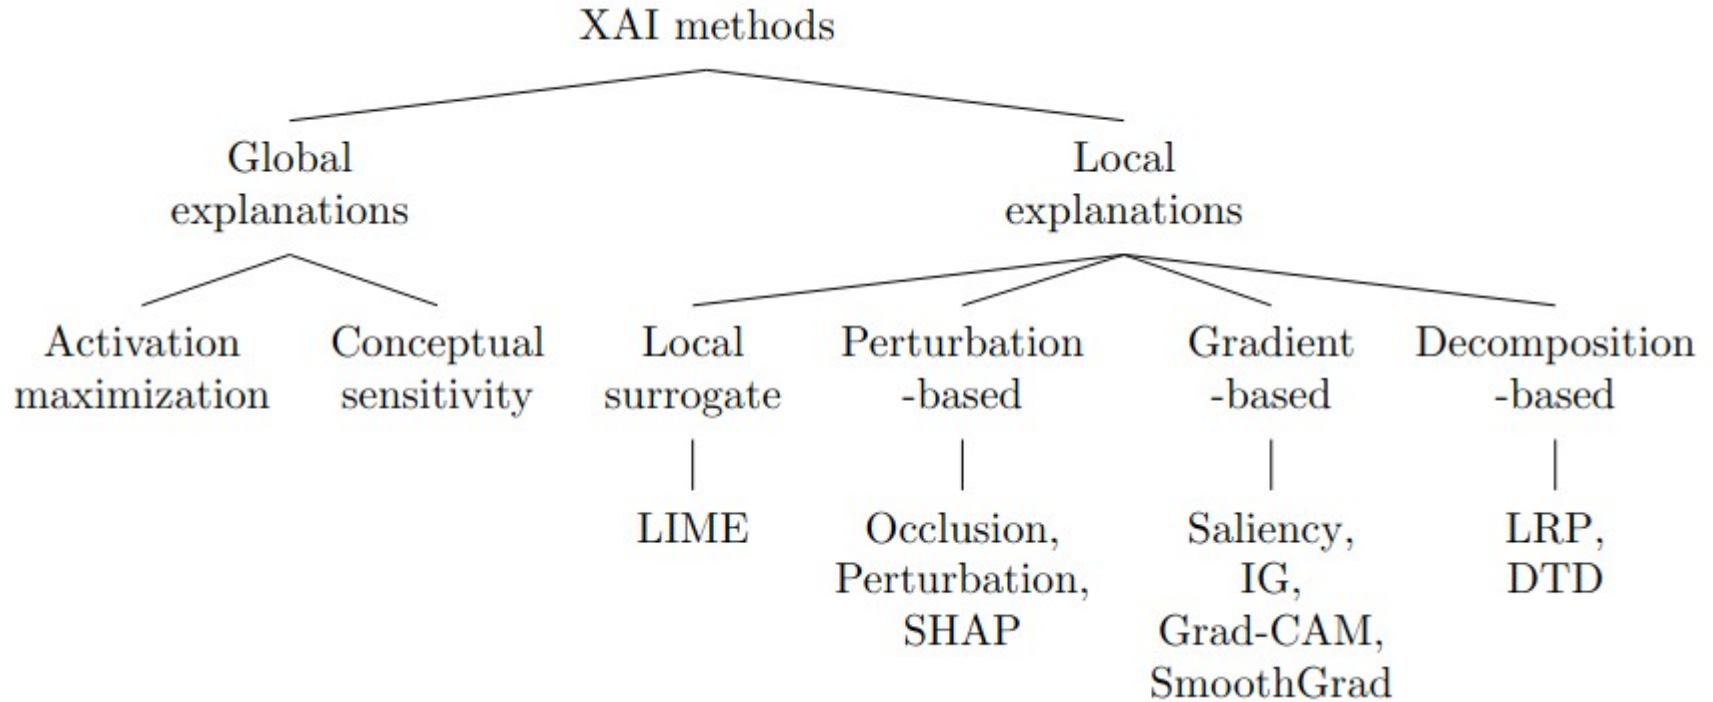 XAI methods
Global
explanations
Local
explanations
Activation
maximization
Conceptual
sensitivity
Local
surrogate
Perturbation
-based
Gradient
-based
Decomposition
-based
LIME
Occlusion,
Perturbation,
SHAP
Saliency,
IG,
Grad-CAM,
SmoothGrad
LRP,
DTD